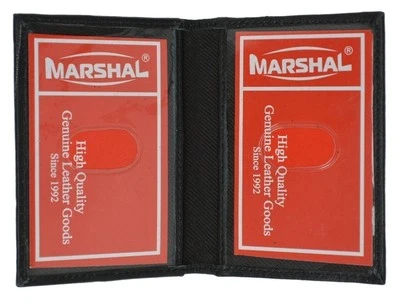 MARSHAL
High Quality
Genuine Leather Goods
Since 1992
MARSHAL
High Quality
Genuine Leather Goods
Since 1992